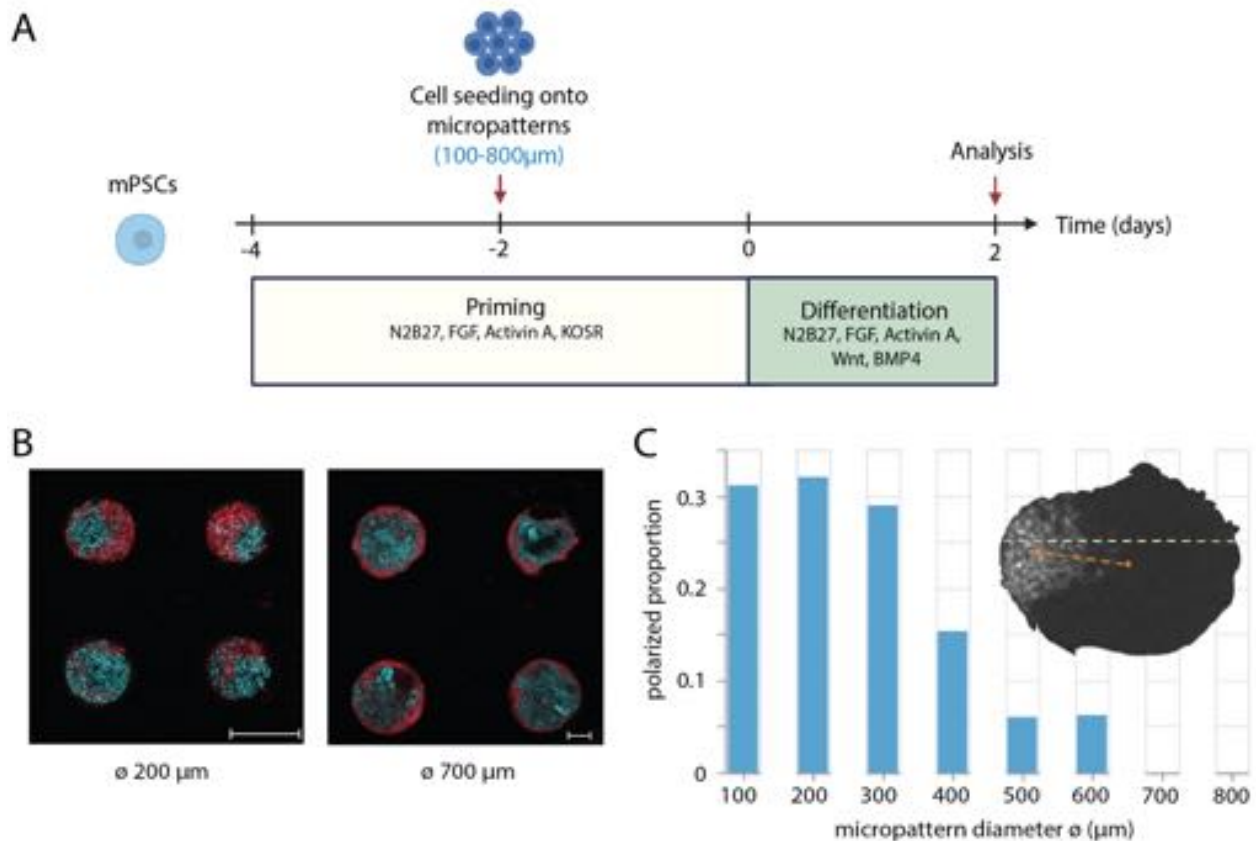 A
Cell seeding onto
micropatterns
(100-800µm)
Analysis
mPSCs
Time (days)
-4
-2
0
2
Priming
N2B27, FGF, Activin A, KOSR
Differentiation
N2B27, FGF, Activin A,
Wnt, BMP4
B
ø 200 µm
ø 700 µm
C
polarized proportion
0.3
0.2
0.1
0
100 200 300 400 500 600 700 800
micropattern diameter ø (µm)